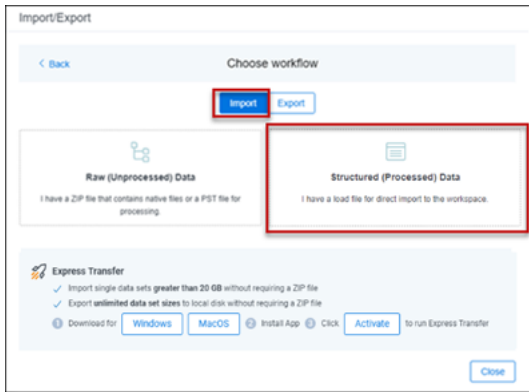 Import/Export
< Back
Choose workflow
Import
Export
Raw (Unprocessed) Data
I have a ZIP file that contains native files or a PST file for
processing.
Structured (Processed) Data
I have a load file for direct import to the workspace.
Express Transfer
Import single data sets greater than 20 GB without requiring a ZIP file
Export unlimited data set sizes to local disk without requiring a ZIP file
1 Download for Windows MacOS 2 Install App 3 Click Activate to run Express Transfer
Close